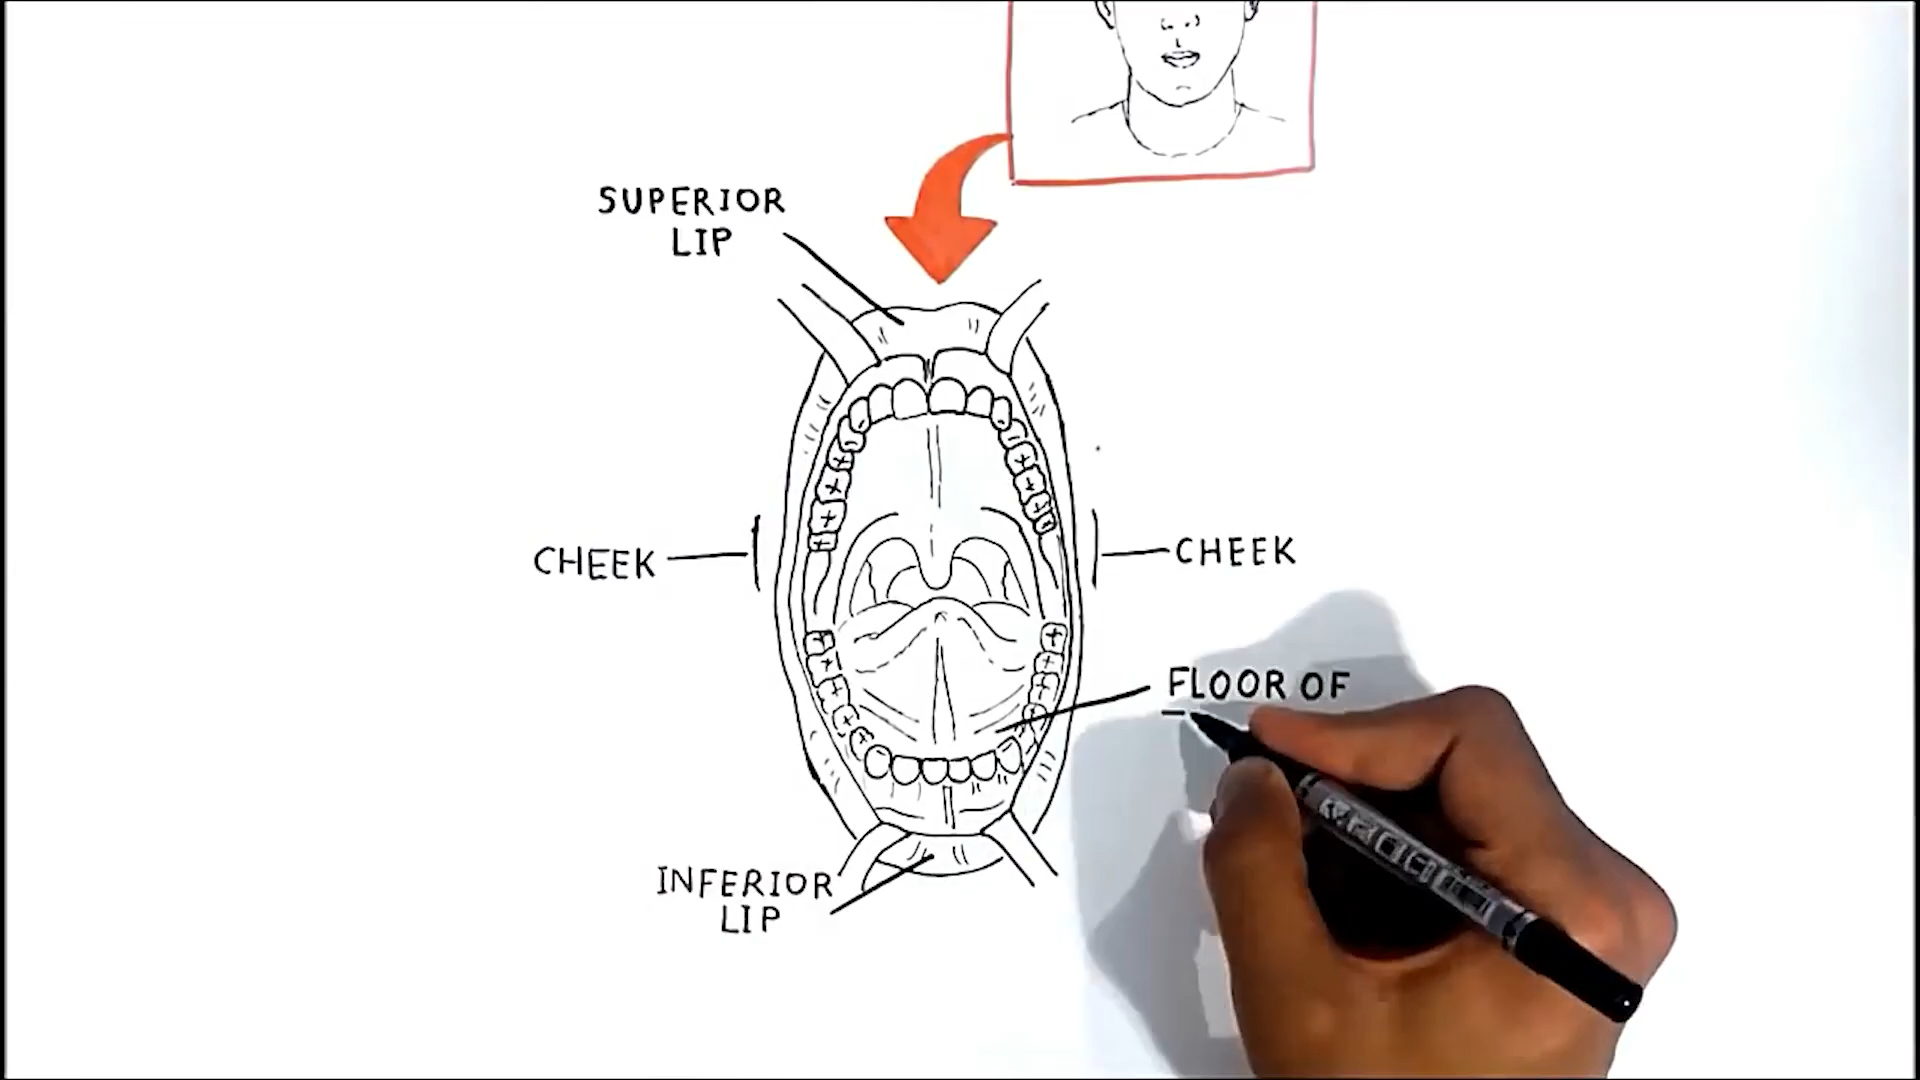 SUPERIOR
LIP
CHEEK
CHEEK
FLOOR OF
INFERIOR
LIP